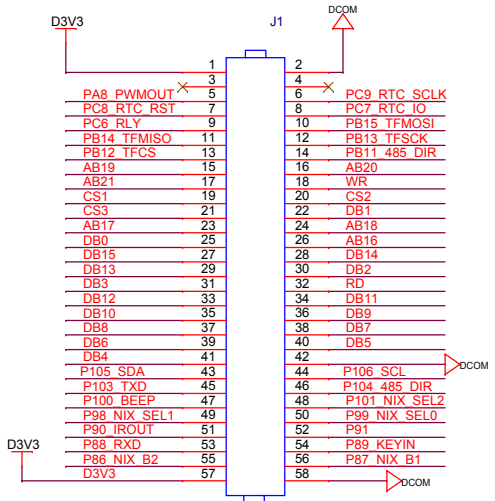 J1
DCOM
D3V3
1 2
3 4
PA8_PWMOUT 5 6 PC9_RTC_SCLK
PC8_RTC_RST 7 8 PC7_RTC_IO
PC6_RLY 9 10 PB15_TFMOSI
PB14_TFMISO 11 12 PB13_TFSCK
PB12_TFCS 13 14 PB11_485_DIR
AB19 15 16 AB20
AB21 17 18 WR
CS1 19 20 CS2
CS3 21 22 DB1
AB17 23 24 AB18
DB0 25 26 AB16
DB15 27 28 DB14
DB13 29 30 DB2
DB3 31 32 RD
DB12 33 34 DB11
DB10 35 36 DB9
DB8 37 38 DB7
DB6 39 40 DB5
DB4 41 42 DCOM
P105_SDA 43 44 P106_SCL
P103_TXD 45 46 P104_485_DIR
P100_BEEP 47 48 P101_NIX_SEL2
P98_NIX_SEL1 49 50 P99_NIX_SEL0
P90_IROUT 51 52 P91
D3V3
P88_RXD 53 54 P89_KEYIN
P86_NIX_B2 55 56 P87_NIX_B1
D3V3 57 58 DCOM